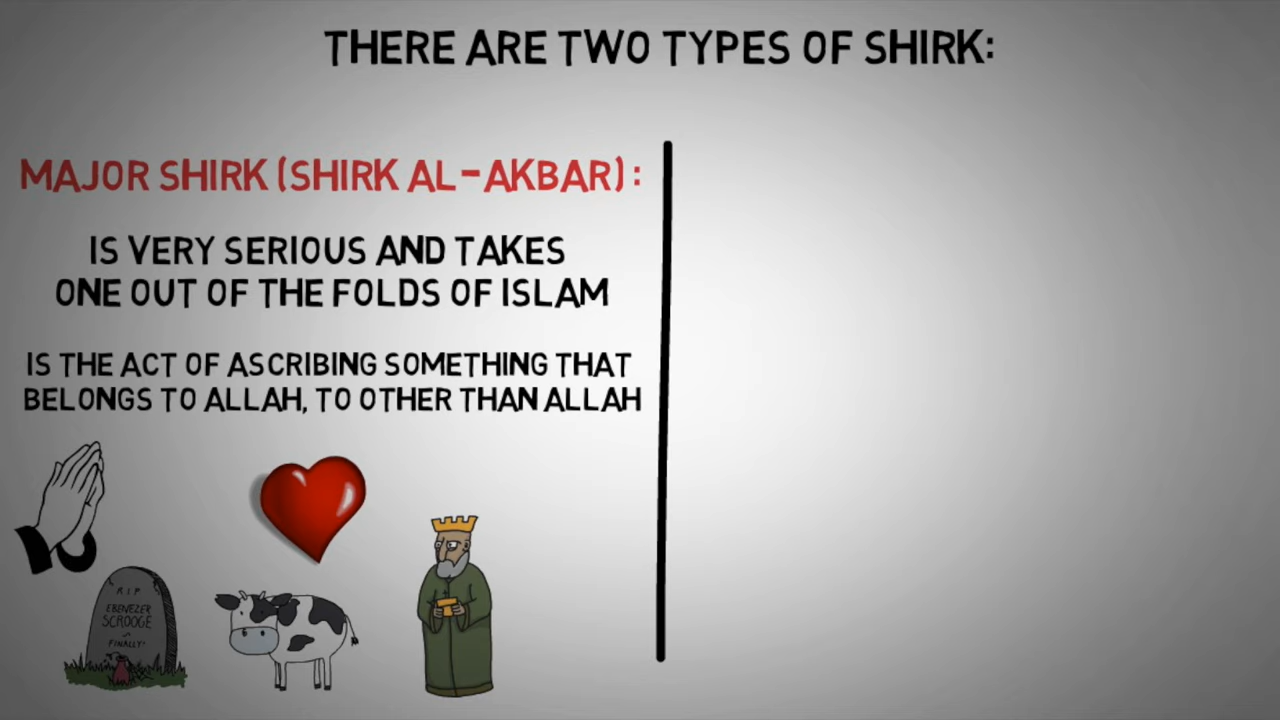 THERE ARE TWO TYPES OF SHIRK:
MAJOR SHIRK (SHIRK AL-AKBAR):
IS VERY SERIOUS AND TAKES
ONE OUT OF THE FOLDS OF ISLAM
IS THE ACT OF ASCRIBING SOMETHING THAT
BELONGS TO ALLAH, TO OTHER THAN ALLAH
RIP
EBENEZER
SCROOGE
FINALLY!